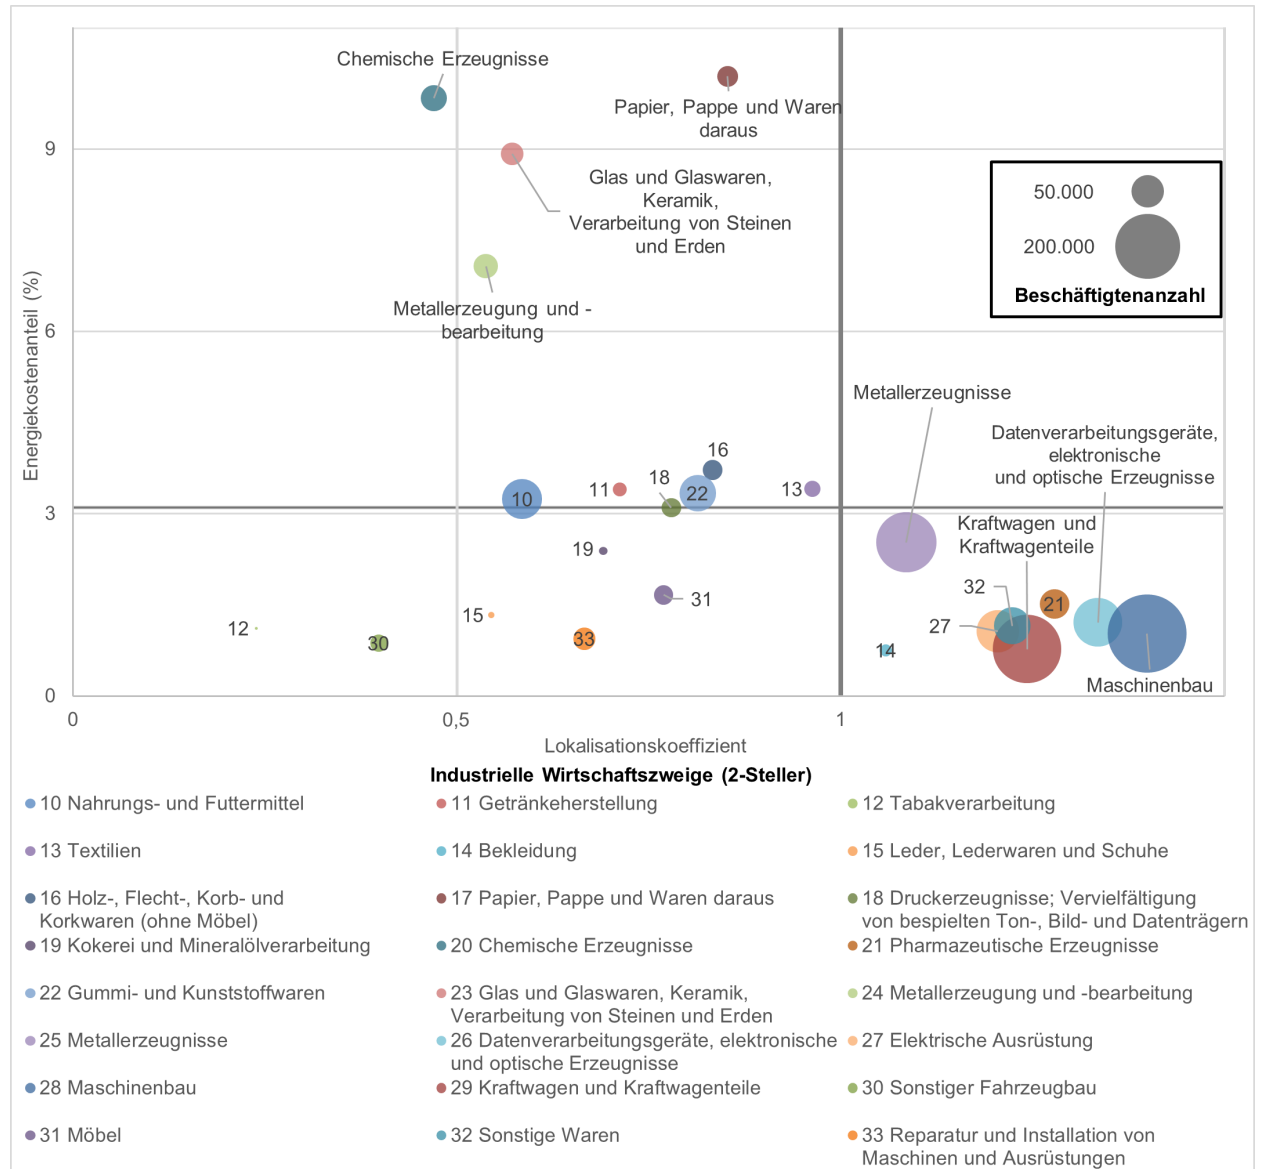 Chemische Erzeugnisse
Papier, Pappe und Waren
daraus
9
Glas und Glaswaren,
Keramik,
Verarbeitung von Steinen
und Erden
50.000
200.000
Beschäftigtenanzahl
Metallerzeugung und -
bearbeitung
6
Energiekostenanteil (%)
Metallerzeugnisse
Datenverarbeitungsgeräte,
elektronische
und optische Erzeugnisse
16
18
11
22
13
10
3
Kraftwagen und
Kraftwagenteile
19
32
31
21
15
12
27
30
33
14
Maschinenbau
0
0
0,5
1
Lokalisationskoeffizient
Industrielle Wirtschaftszweige (2-Steller)
10 Nahrungs- und Futtermittel
11 Getränkeherstellung
12 Tabakverarbeitung
13 Textilien
14 Bekleidung
15 Leder, Lederwaren und Schuhe
16 Holz-, Flecht-, Korb- und
Korkwaren (ohne Möbel)
17 Papier, Pappe und Waren daraus
18 Druckerzeugnisse; Vervielfältigung
von bespielten Ton-, Bild- und Datenträgern
19 Kokerei und Mineralölverarbeitung
20 Chemische Erzeugnisse
21 Pharmazeutische Erzeugnisse
22 Gummi- und Kunststoffwaren
23 Glas und Glaswaren, Keramik,
Verarbeitung von Steinen und Erden
24 Metallerzeugung und -bearbeitung
25 Metallerzeugnisse
26 Datenverarbeitungsgeräte, elektronische
und optische Erzeugnisse
27 Elektrische Ausrüstung
28 Maschinenbau
29 Kraftwagen und Kraftwagenteile
30 Sonstiger Fahrzeugbau
31 Möbel
32 Sonstige Waren
33 Reparatur und Installation von
Maschinen und Ausrüstungen